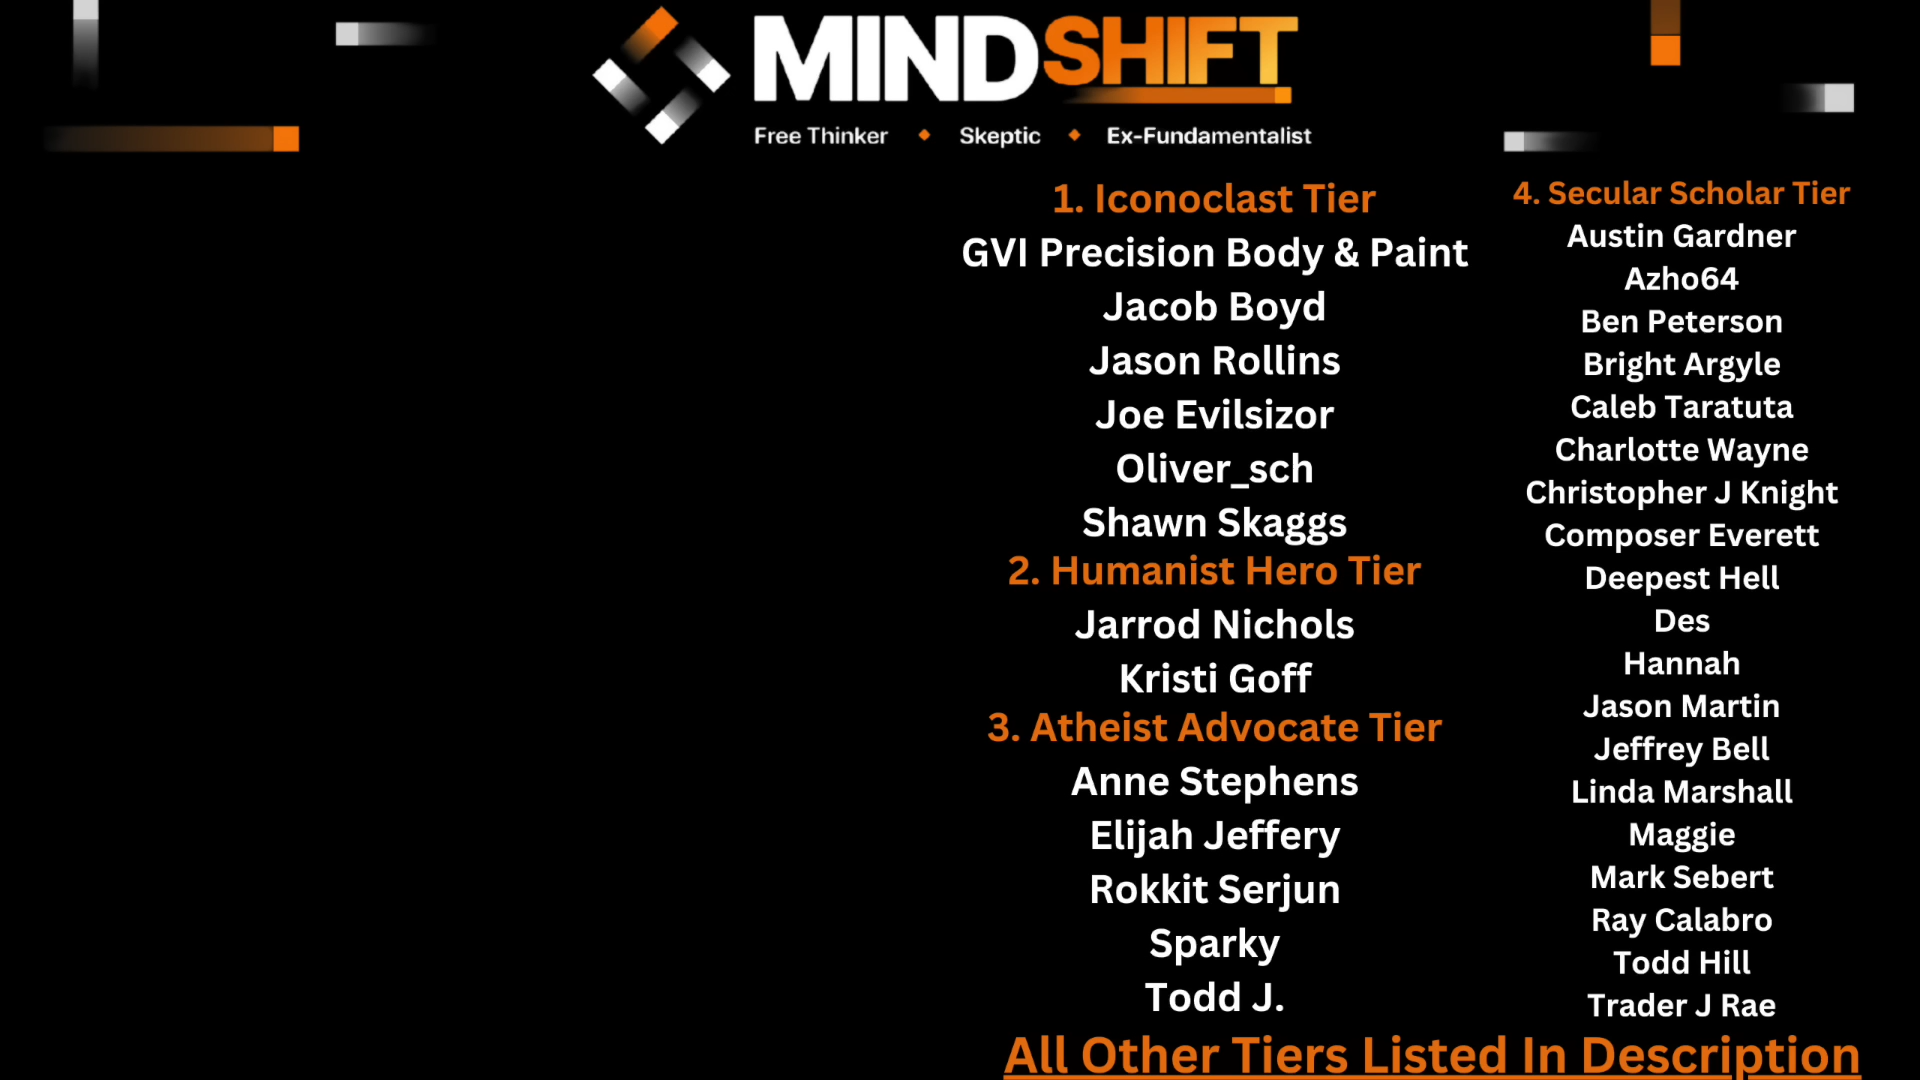 MINDSHIFT
Free Thinker ◆ Skeptic ◆ Ex-Fundamentalist
1. Iconoclast Tier
GVI Precision Body & Paint
Jacob Boyd
Jason Rollins
Joe Evilsizor
Oliver_sch
Shawn Skaggs
2. Humanist Hero Tier
Jarrod Nichols
Kristi Goff
3. Atheist Advocate Tier
Anne Stephens
Elijah Jeffery
Rokkit Serjun
Sparky
Todd J.
4. Secular Scholar Tier
Austin Gardner
Azho64
Ben Peterson
Bright Argyle
Caleb Taratuta
Charlotte Wayne
Christopher J Knight
Composer Everett
Deepest Hell
Des
Hannah
Jason Martin
Jeffrey Bell
Linda Marshall
Maggie
Mark Sebert
Ray Calabro
Todd Hill
Trader J Rae
All Other Tiers Listed In Description